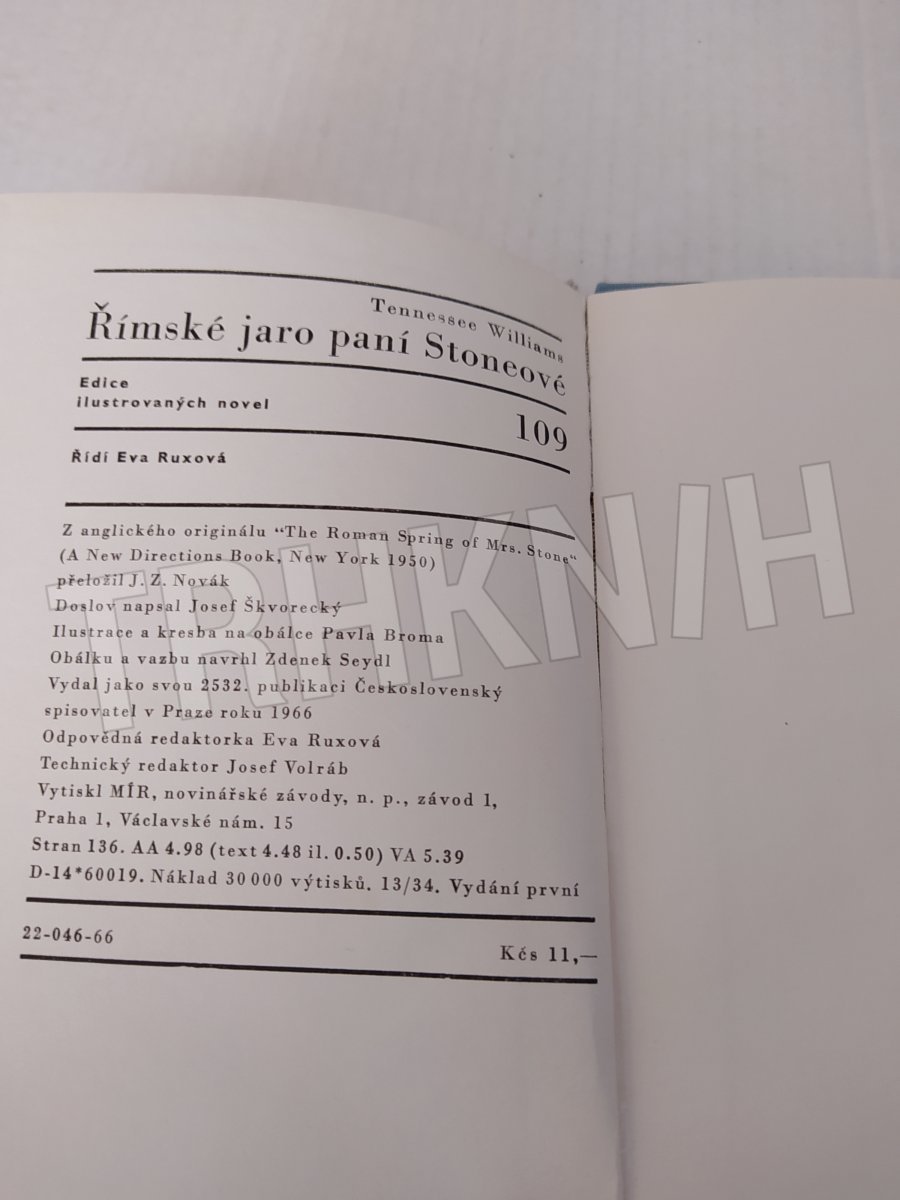 Tennessee Williams
Římské jaro paní Stoneové
Edice
ilustrovaných novel
109
Řídí Eva Ruxová
Z anglického originálu “The Roman Spring of Mrs. Stone“
(A New Directions Book, New York 1950)
přeložil J. Z. Novák
Doslov napsal Josef Škvorecký
Ilustrace a kresba na obálce Pavla Broma
Obálku a vazbu navrhl Zdenek Seydl
Vydal jako svou 2532. publikaci Československý
spisovatel v Praze roku 1966
Odpovědná redaktorka Eva Ruxová
Technický redaktor Josef Volráb
Vytiskl MÍR, novinářské závody, n. p., závod 1,
Praha 1, Václavské nám. 15
Stran 136. AA 4.98 (text 4.48 il. 0.50) VA 5.39
D-14*60019. Náklad 30 000 výtisků. 13/34. Vydání první
22-046-66
Kčs 11,—
TRHKNIH